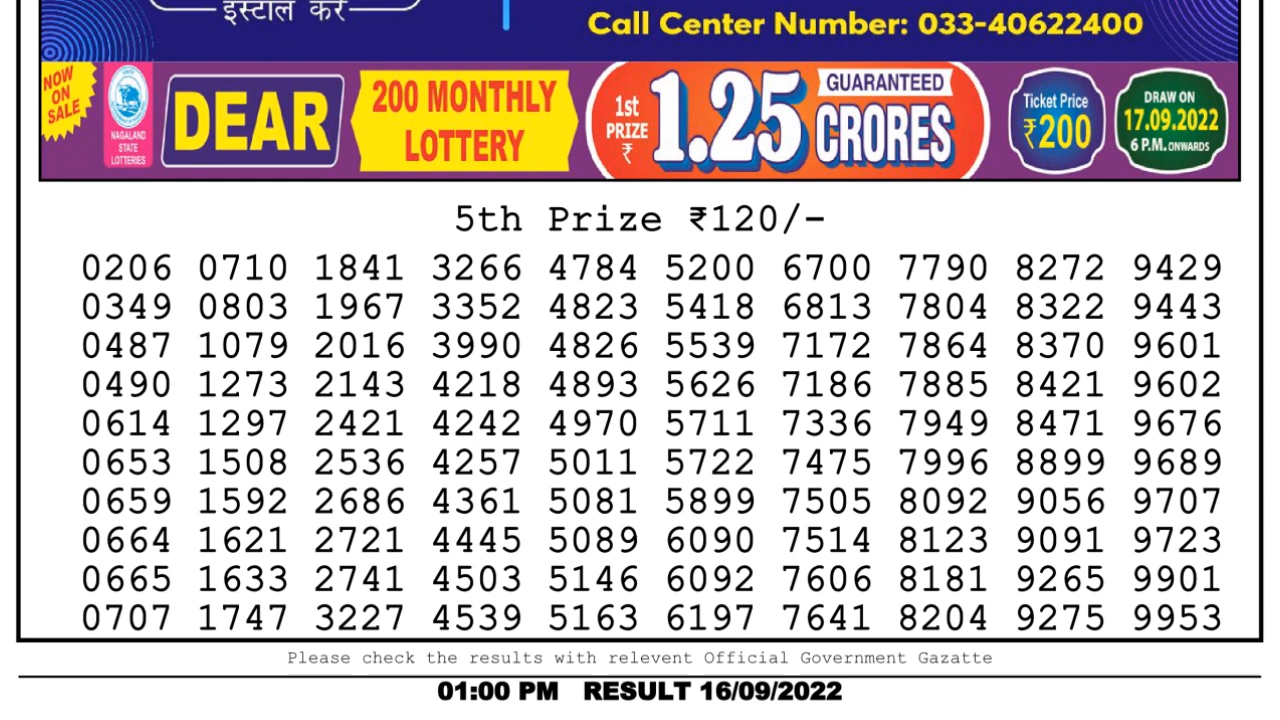 इंस्टॉल करें
Call Center Number: 033-40622400
NOW
ON
SALE
NAGALAND
STATE
LOTTERIES
DEAR
200 MONTHLY
LOTTERY
1st
PRIZE
₹
1.25
GUARANTEED
CRORES
Ticket Price
₹200
DRAW ON
17.09.2022
6 P.M. ONWARDS
5th Prize ₹120/-
0206 0710 1841 3266 4784 5200 6700 7790 8272 9429
0349 0803 1967 3352 4823 5418 6813 7804 8322 9443
0487 1079 2016 3990 4826 5539 7172 7864 8370 9601
0490 1273 2143 4218 4893 5626 7186 7885 8421 9602
0614 1297 2421 4242 4970 5711 7336 7949 8471 9676
0653 1508 2536 4257 5011 5722 7475 7996 8899 9689
0659 1592 2686 4361 5081 5899 7505 8092 9056 9707
0664 1621 2721 4445 5089 6090 7514 8123 9091 9723
0665 1633 2741 4503 5146 6092 7606 8181 9265 9901
0707 1747 3227 4539 5163 6197 7641 8204 9275 9953
Please check the results with relevent Official Government Gazatte
01:00 PM RESULT 16/09/2022